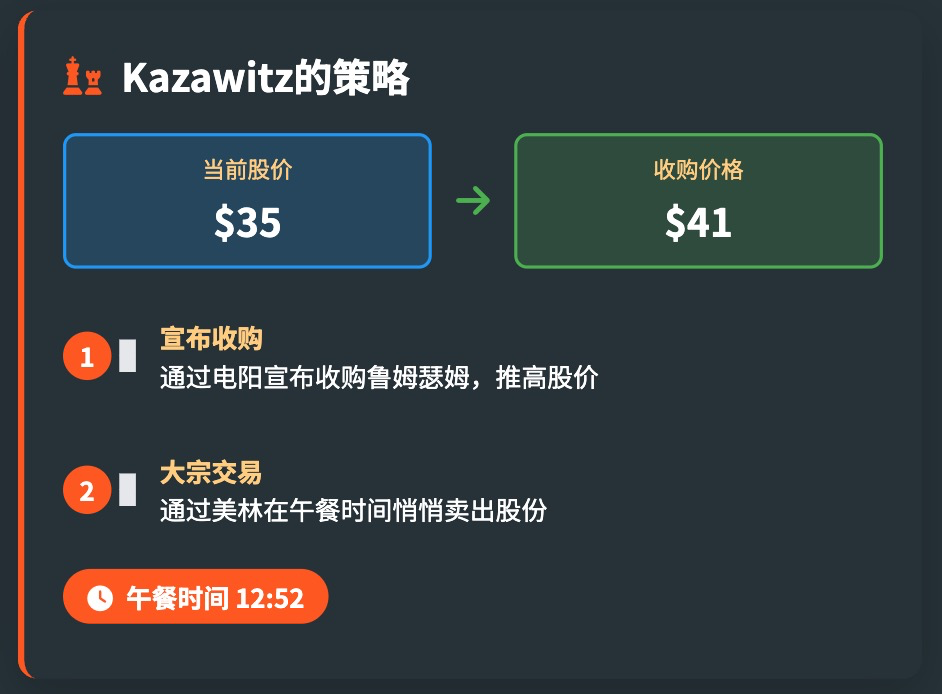 Kazawitz的策略
当前股价
$35
收购价格
$41
1
宣布收购
通过电阳宣布收购鲁姆瑟姆，推高股价
2
大宗交易
通过美林在午餐时间悄悄卖出股份
午餐时间 12:52